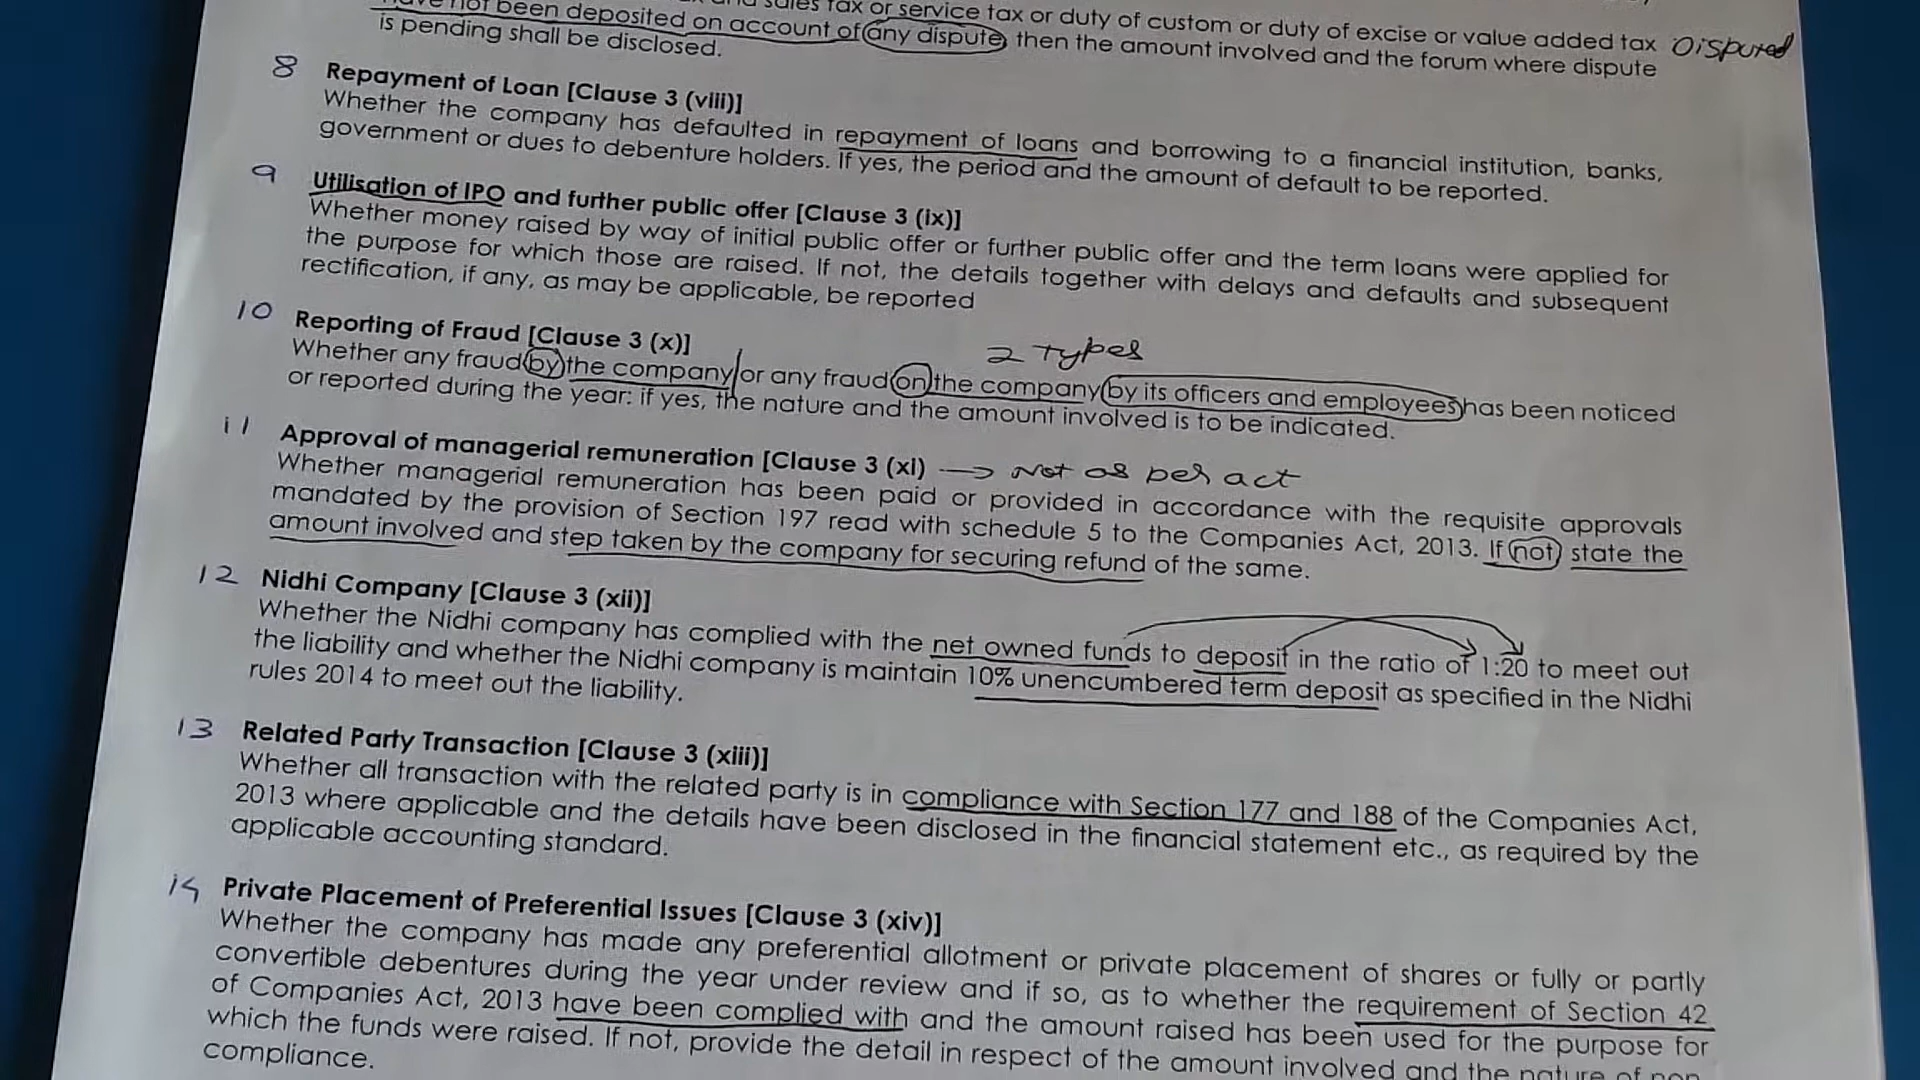 sales tax or service tax or duty of custom or duty of excise or value added tax Disputed
have not been deposited on account of any dispute, then the amount involved and the forum where dispute
is pending shall be disclosed.
8 Repayment of Loan [Clause 3 (viii)]
Whether the company has defaulted in repayment of loans and borrowing to a financial institution, banks,
government or dues to debenture holders. If yes, the period and the amount of default to be reported.
9 Utilisation of IPO and further public offer [Clause 3 (ix)]
Whether money raised by way of initial public offer or further public offer and the term loans were applied for
the purpose for which those are raised. If not, the details together with delays and defaults and subsequent
rectification, if any, as may be applicable, be reported
10 Reporting of Fraud [Clause 3 (x)]
2 Types
Whether any fraud by the company or any fraud on the company by its officers and employees has been noticed
or reported during the year: if yes, the nature and the amount involved is to be indicated.
11 Approval of managerial remuneration [Clause 3 (xi) → Not as per act
Whether managerial remuneration has been paid or provided in accordance with the requisite approvals
mandated by the provision of Section 197 read with schedule 5 to the Companies Act, 2013. If not state the
amount involved and step taken by the company for securing refund of the same.
12 Nidhi Company [Clause 3 (xii)]
Whether the Nidhi company has complied with the net owned funds to deposit in the ratio of 1:20 to meet out
the liability and whether the Nidhi company is maintain 10% unencumbered term deposit as specified in the Nidhi
rules 2014 to meet out the liability.
13 Related Party Transaction [Clause 3 (xiii)]
Whether all transaction with the related party is in compliance with Section 177 and 188 of the Companies Act,
2013 where applicable and the details have been disclosed in the financial statement etc., as required by the
applicable accounting standard.
14 Private Placement of Preferential Issues [Clause 3 (xiv)]
Whether the company has made any preferential allotment or private placement of shares or fully or partly
convertible debentures during the year under review and if so, as to whether the requirement of Section 42
of Companies Act, 2013 have been complied with and the amount raised has been used for the purpose for
which the funds were raised. If not, provide the detail in respect of the amount involved and the nature of non
compliance.